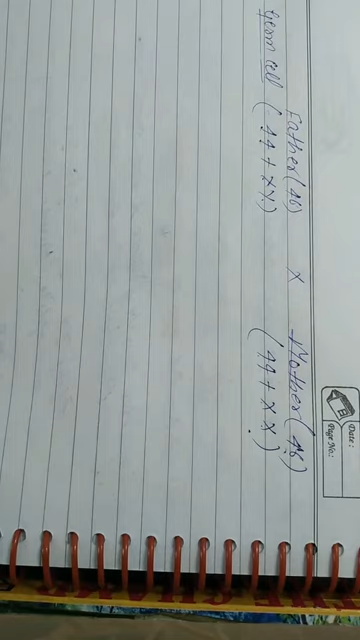 Date:
Page No:
Father (46) × Mother (46)
Germ cell (44 + XY) (44 + XX)